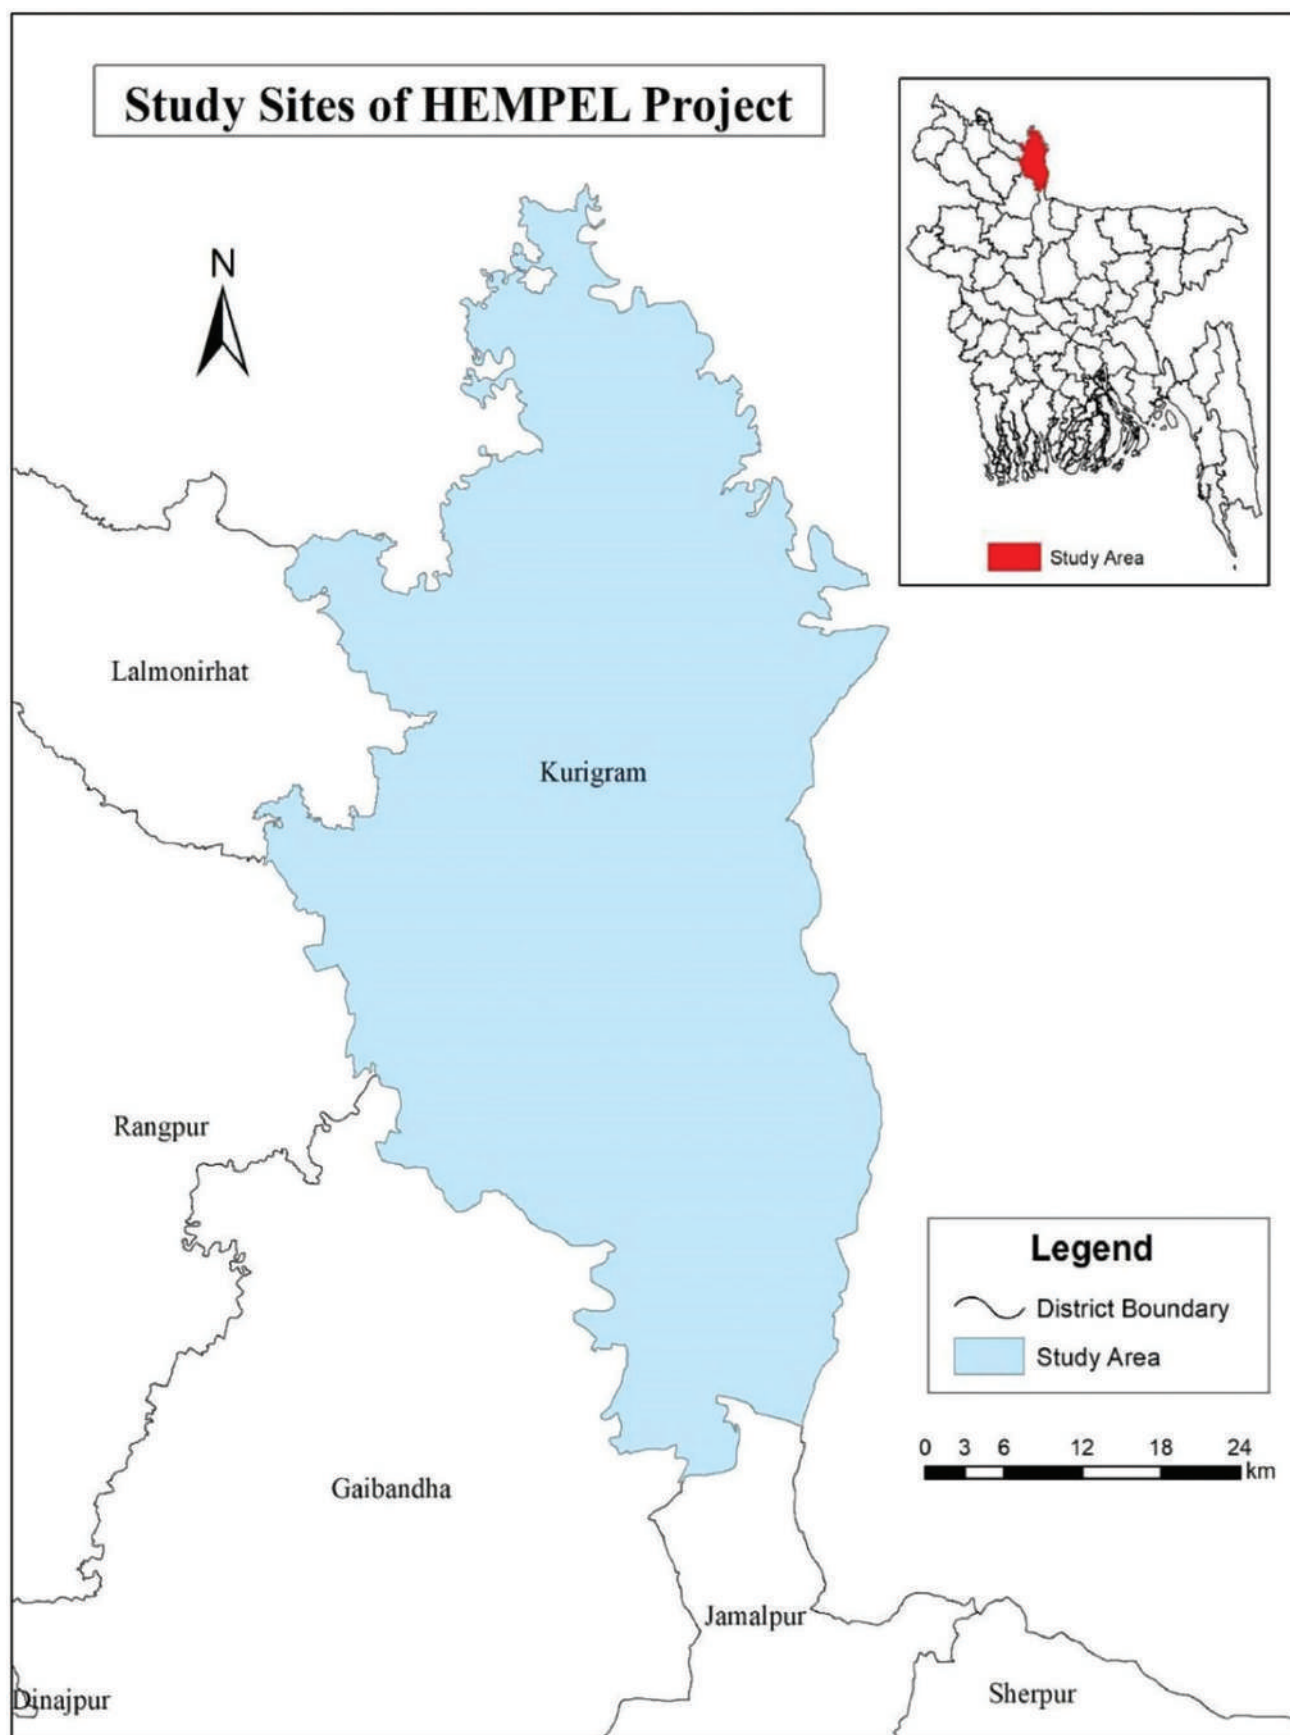 Study Sites of HEMPEL Project
N
Study Area
Lalmonirhat
Kurigram
Rangpur
Legend
District Boundary
Study Area
0 3 6 12 18 24
km
Gaibandha
Jamalpur
Sherpur
Dinajpur